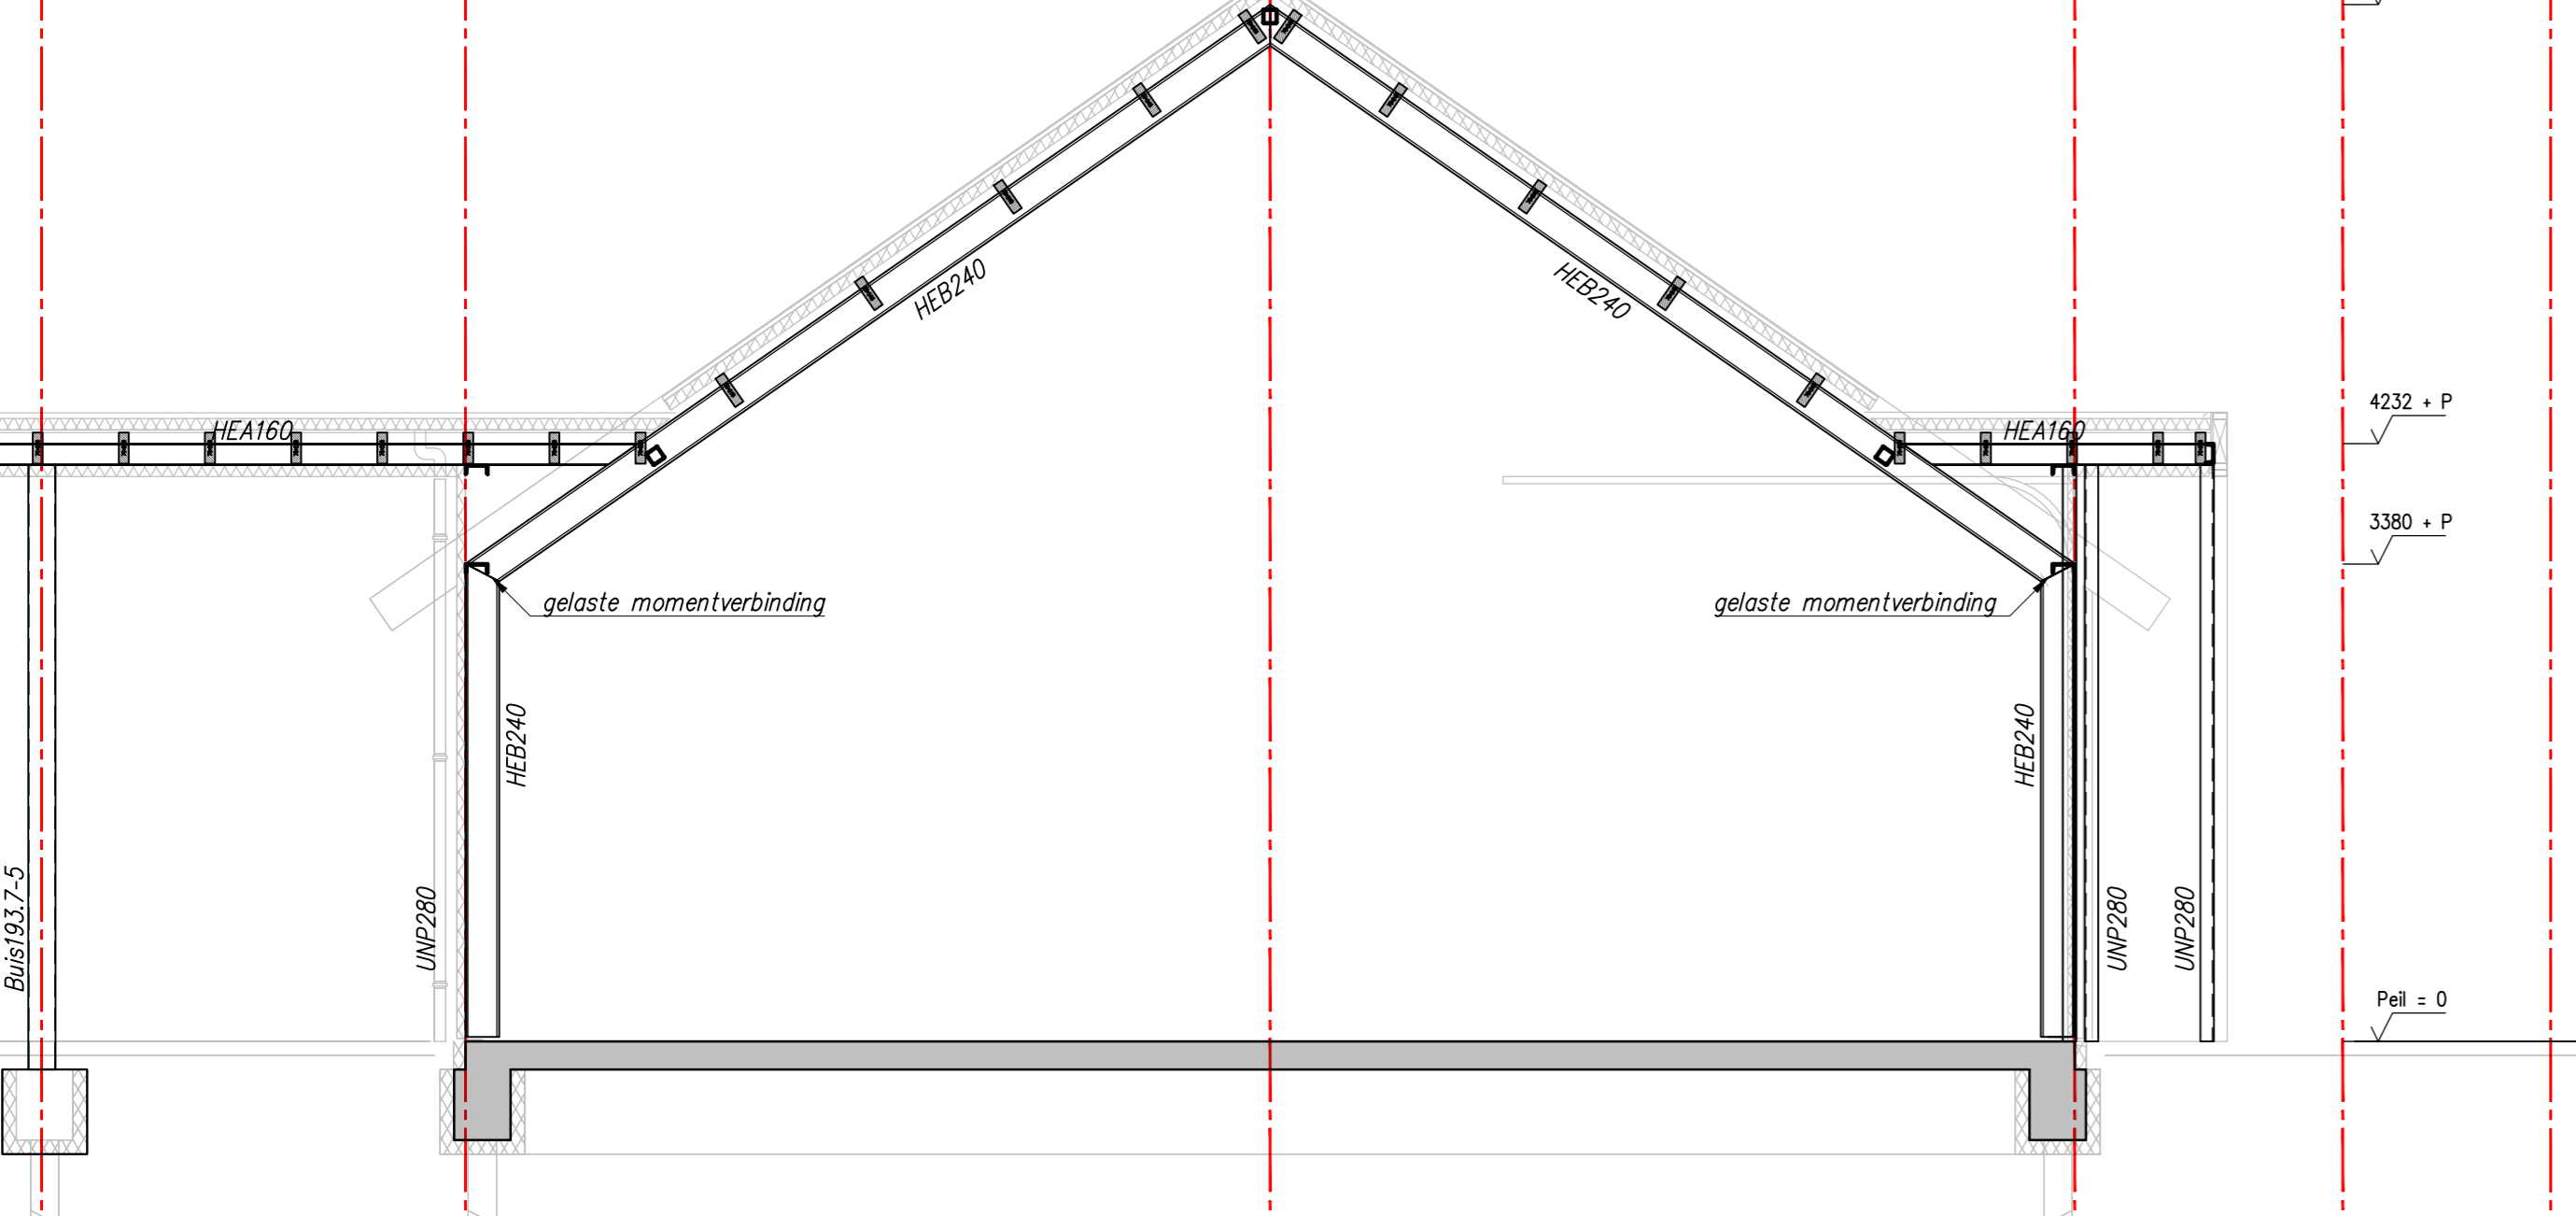 HEB240
HEB240
HEA160
HEA160
4232 + P
3380 + P
gelaste momentverbinding
gelaste momentverbinding
HEB240
HEB240
Buis193.7-5
UNP280
UNP280
UNP280
Peil = 0